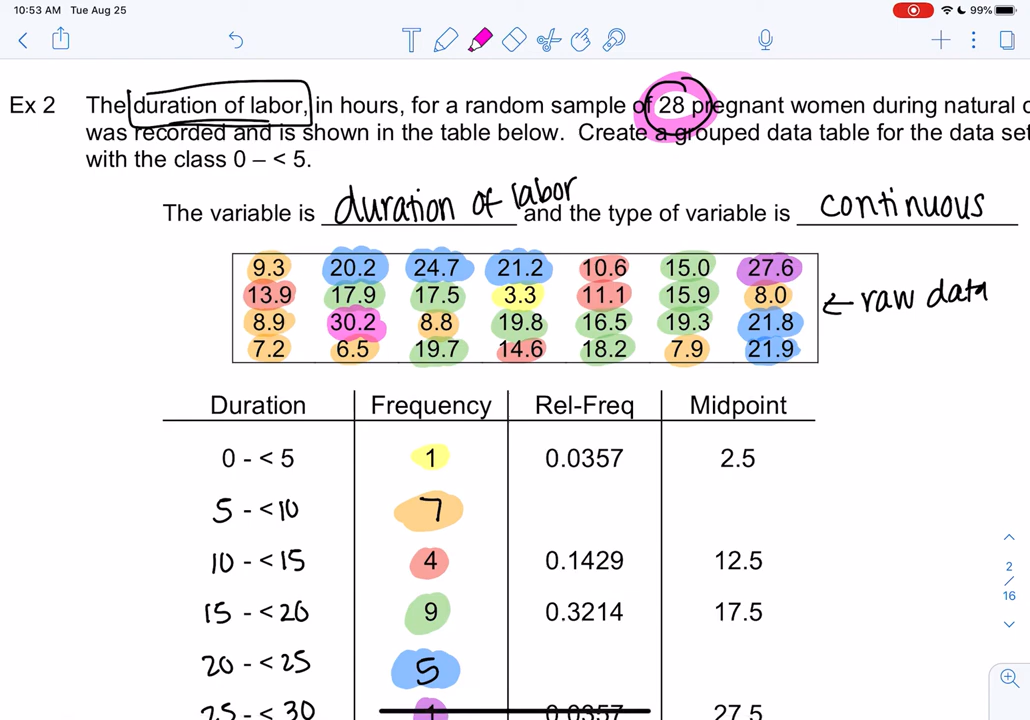 10:53 AM Tue Aug 25
99%
T
Ex 2 The duration of labor, in hours, for a random sample of 28 pregnant women during natural
was recorded and is shown in the table below. Create a grouped data table for the data set
with the class 0 – < 5.
The variable is duration of labor and the type of variable is continuous
9.3 20.2 24.7 21.2 10.6 15.0 27.6
13.9 17.9 17.5 3.3 11.1 15.9 8.0
← raw data
8.9 30.2 8.8 19.8 16.5 19.3 21.8
7.2 6.5 19.7 14.6 18.2 7.9 21.9
Duration Frequency Rel-Freq Midpoint
0 - < 5 1 0.0357 2.5
5 - <10 7
10 - <15 4 0.1429 12.5
15 - <20 9 0.3214 17.5
20 - <25 5
25 - <30 1 0.0357 27.5
2
/
16